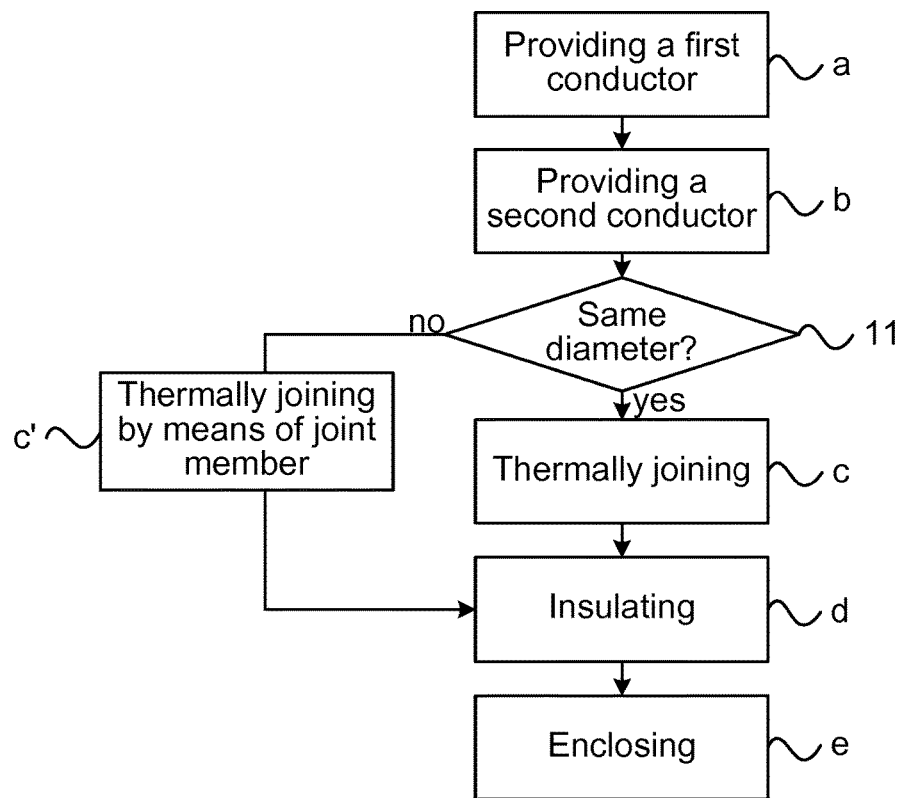 Providing a first
conductor
a
Providing a
second conductor
b
Same
diameter?
11
no
yes
Thermally joining
by means of joint
member
c'
Thermally joining
c
Insulating
d
Enclosing
e